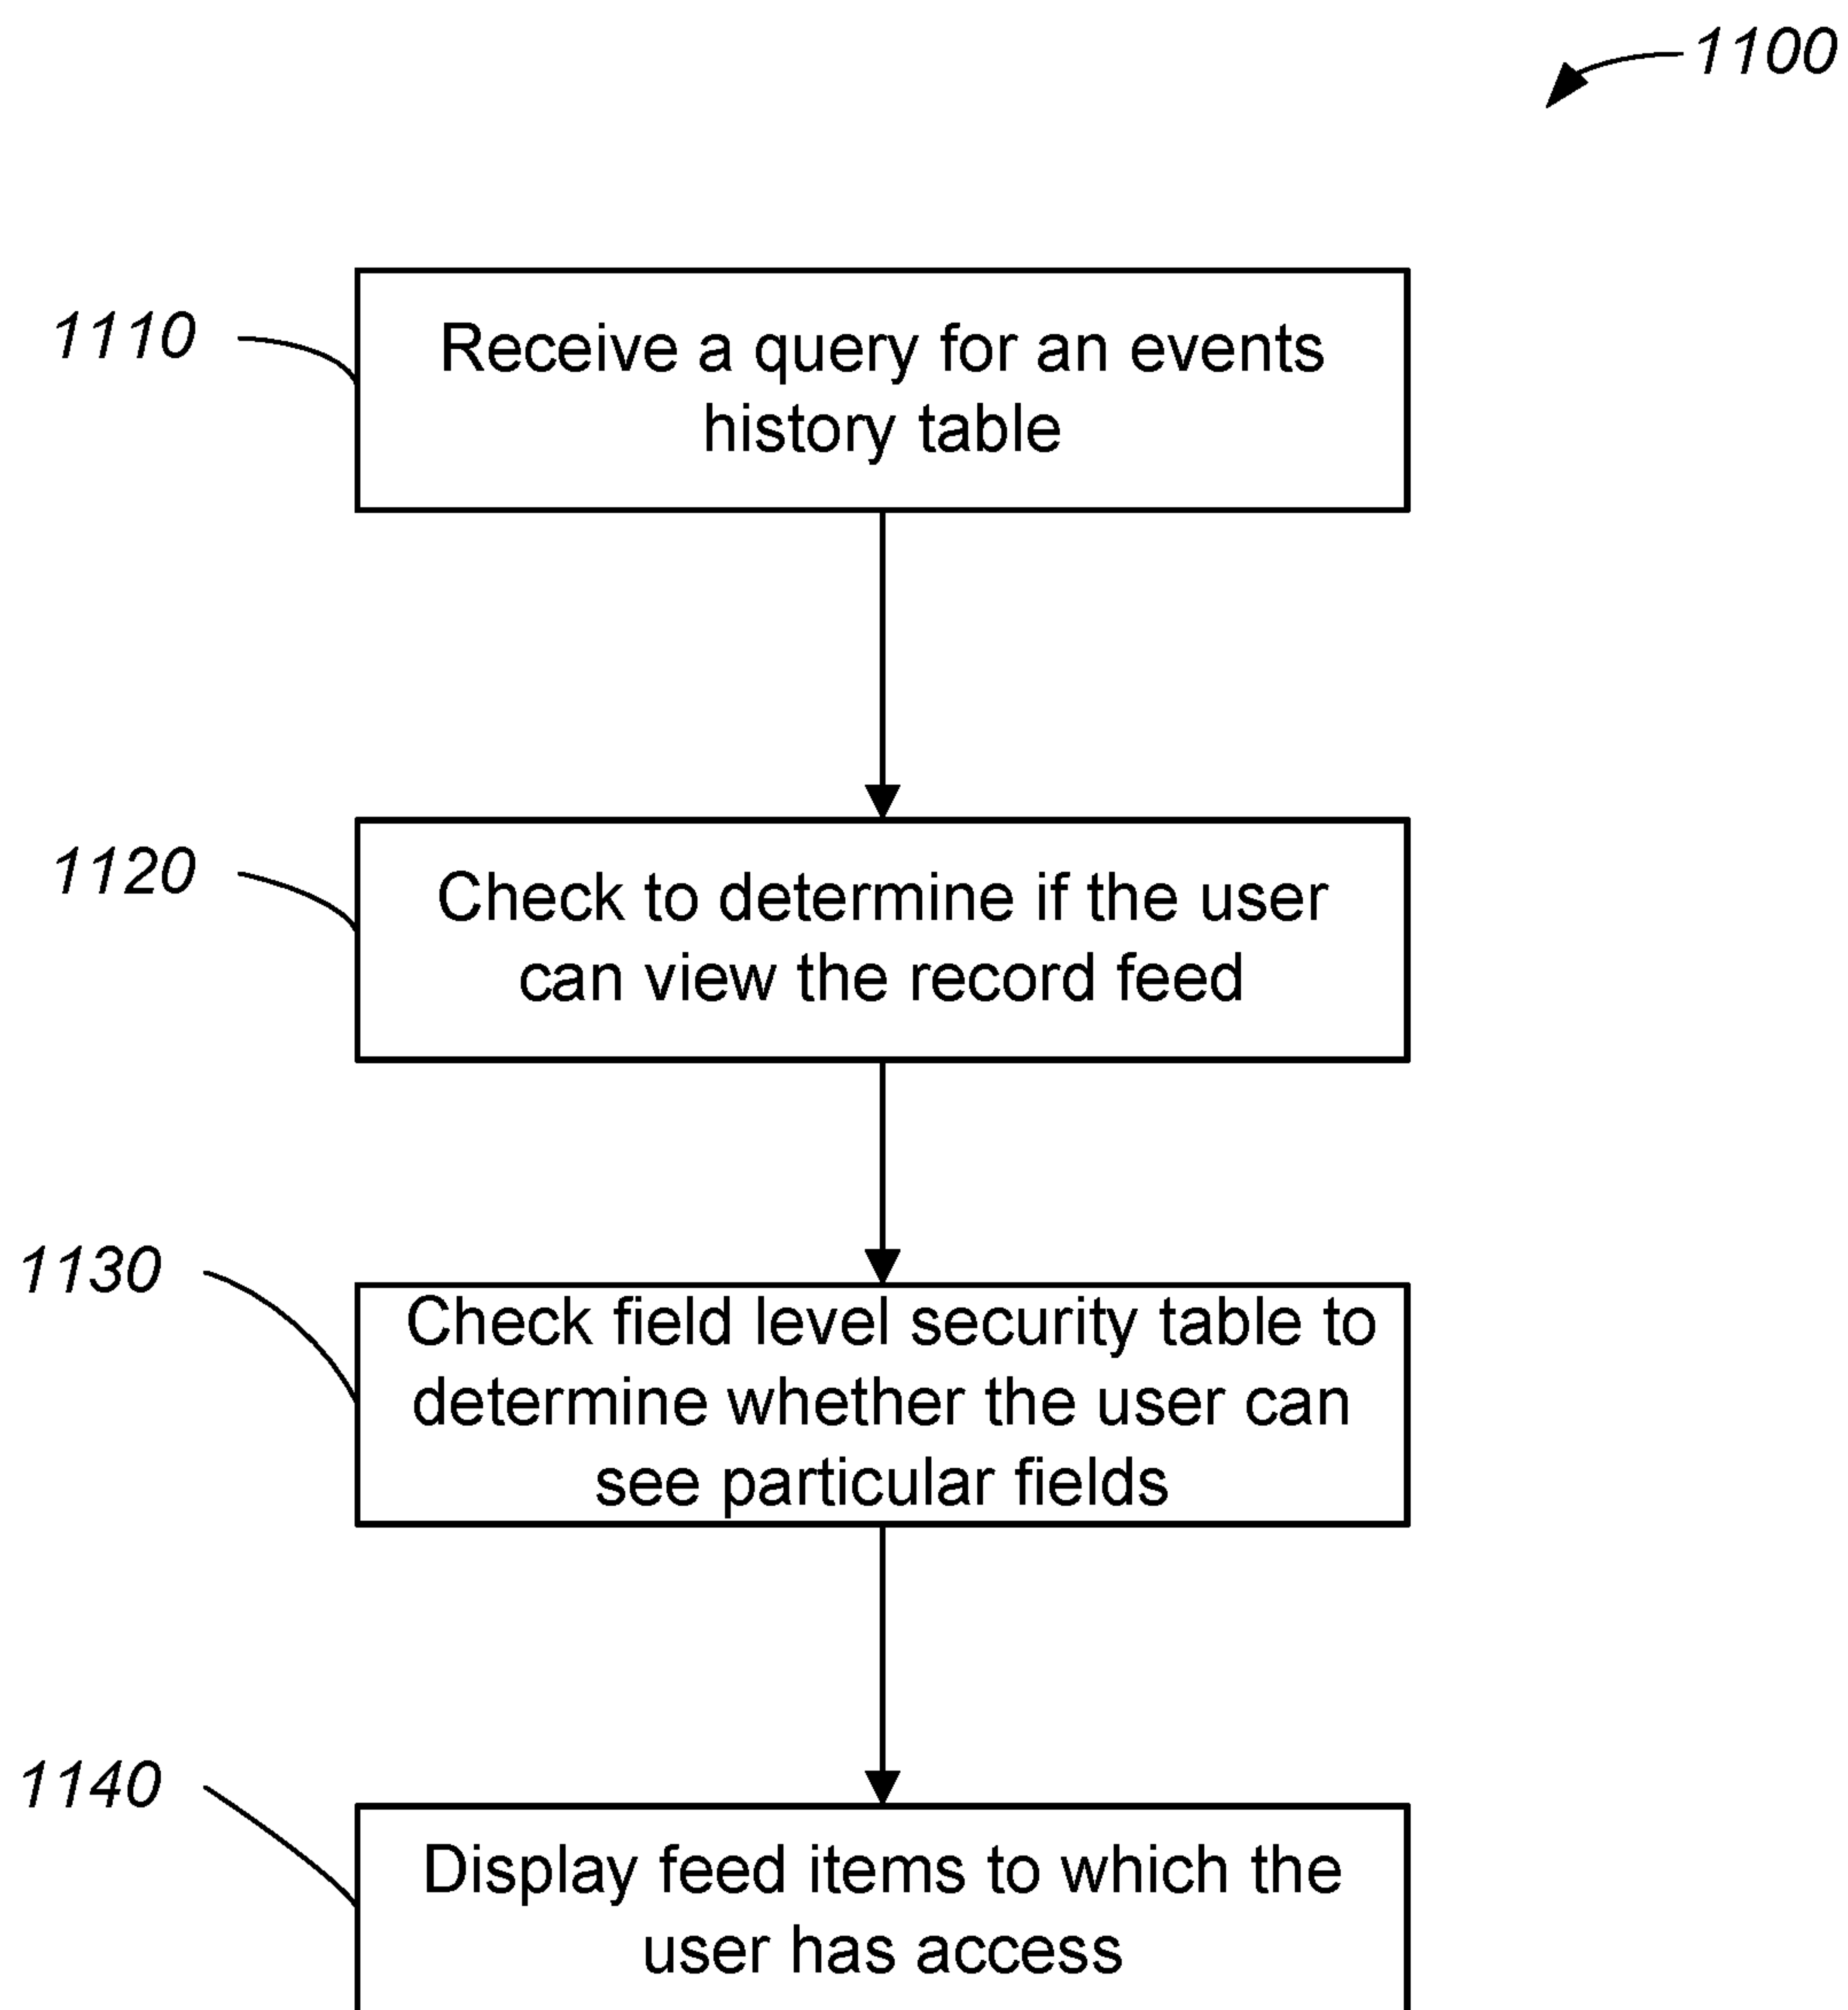 1100
1110
Receive a query for an events
history table
1120
Check to determine if the user
can view the record feed
1130
Check field level security table to
determine whether the user can
see particular fields
1140
Display feed items to which the
user has access